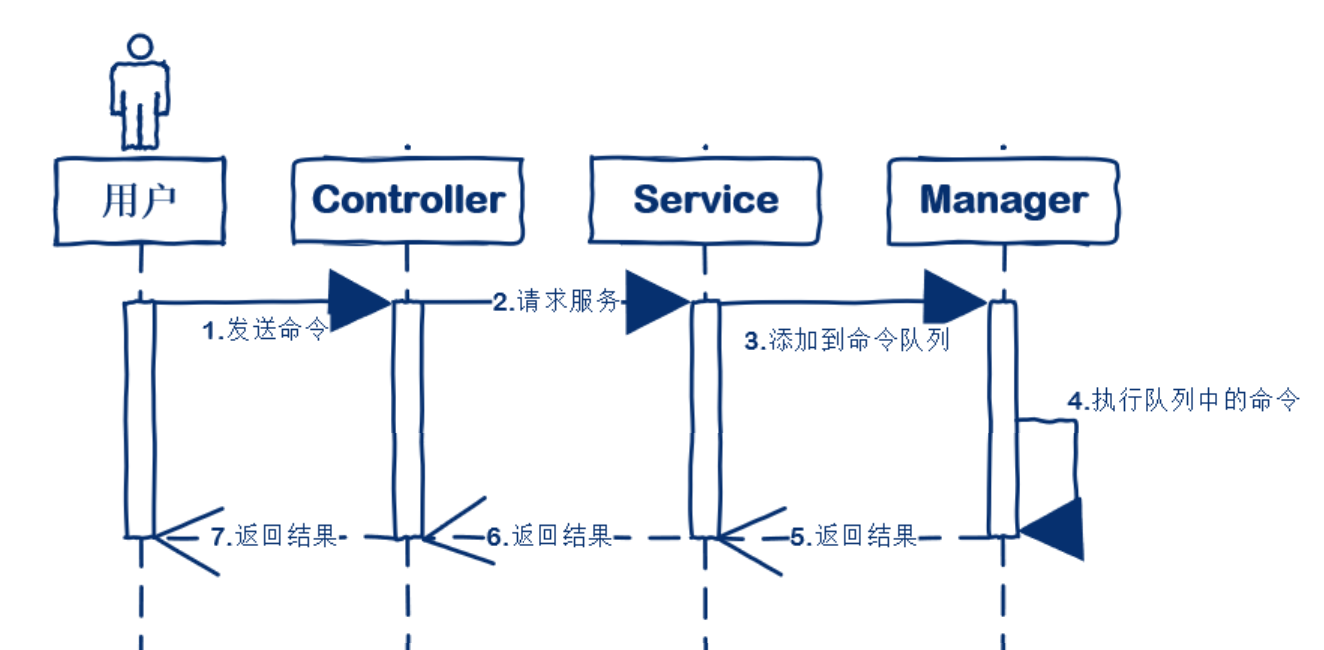 用户
Controller
Service
Manager
1.发送命令
2.请求服务
3.添加到命令队列
4.执行队列中的命令
7.返回结果
6.返回结果
5.返回结果